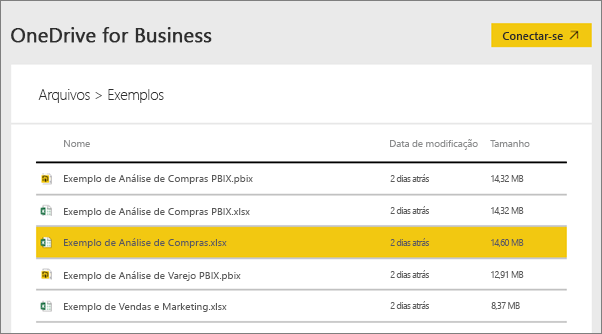 OneDrive for Business Conectar-se
Arquivos > Exemplos
Nome Data de modificação Tamanho
Exemplo de Análise de Compras PBIX.pbix 2 dias atrás 14,32 MB
Exemplo de Análise de Compras PBIX.xlsx 2 dias atrás 14,32 MB
Exemplo de Análise de Compras.xlsx 2 dias atrás 14,60 MB
Exemplo de Análise de Varejo PBIX.pbix 2 dias atrás 12,91 MB
Exemplo de Vendas e Marketing.xlsx 2 dias atrás 8,37 MB